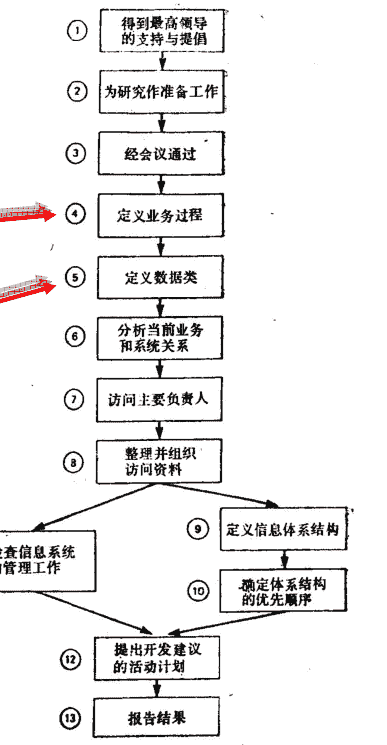 ①
得到最高领导
的支持与提倡
②
为研究作准备工作
③
经会议通过
④
定义业务过程
⑤
定义数据类
⑥
分析当前业务
和系统关系
⑦
访问主要负责人
⑧
整理并组织
访问资料
⑨
定义信息体系结构
查信息系统
管理工作
⑩
确定体系结构
的优先顺序
⑫
提出开发建议
的活动计划
⑬
报告结果